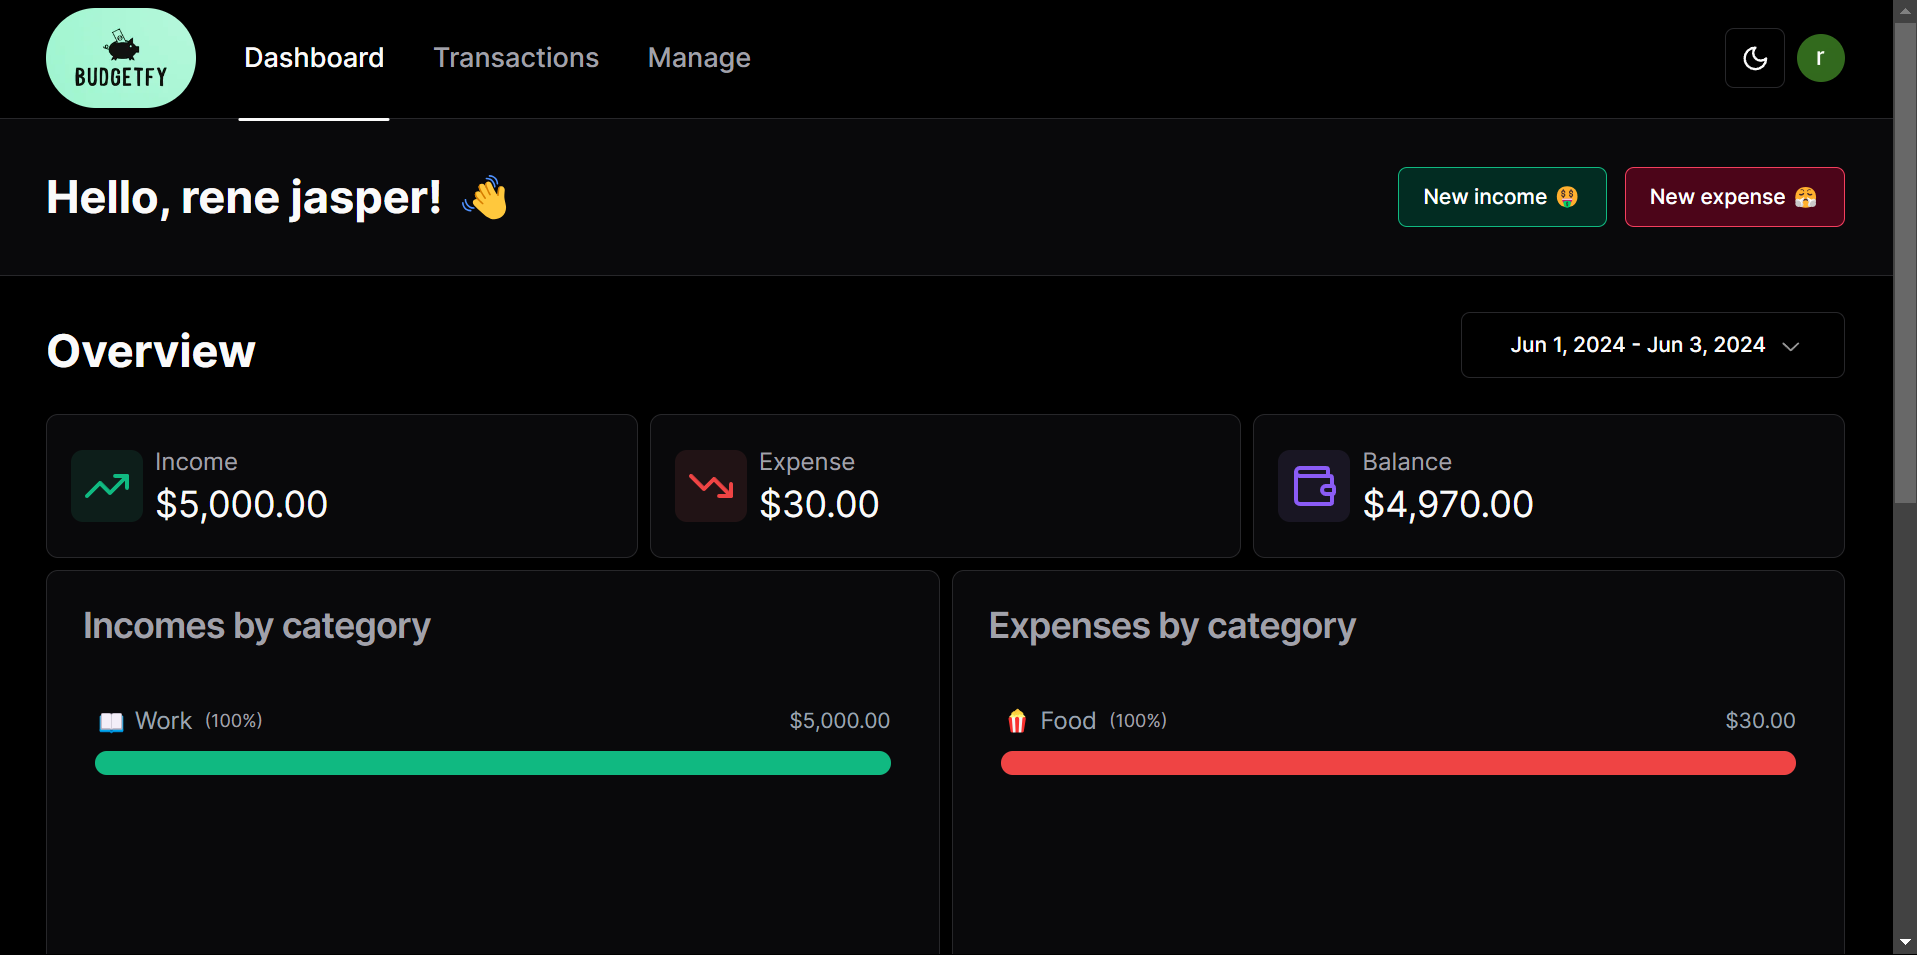 BUDGETFY
Dashboard Transactions Manage
r
Hello, rene jasper! 👋
New income 🤑
New expense 😤
Overview
Jun 1, 2024 - Jun 3, 2024
Income
$5,000.00
Expense
$30.00
Balance
$4,970.00
Incomes by category
📖 Work (100%) $5,000.00
Expenses by category
🍿 Food (100%) $30.00